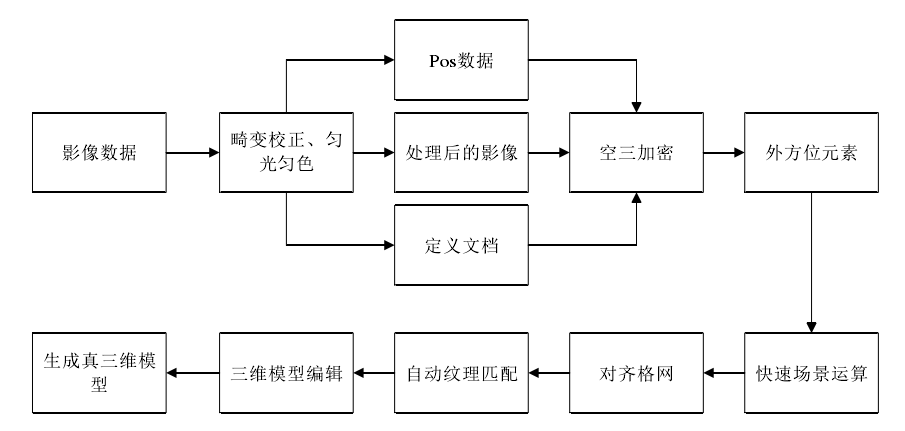 Pos数据
影像数据
畸变校正、匀
光匀色
处理后的影像
空三加密
外方位元素
定义文档
生成真三维模
型
三维模型编辑
自动纹理匹配
对齐格网
快速场景运算